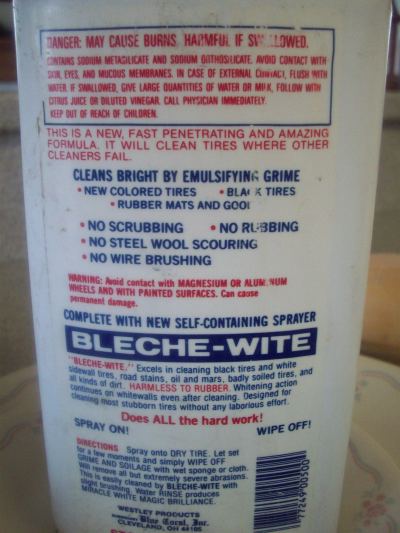 DANGER: MAY CAUSE BURNS, HARMFUL IF SWALLOWED.
CONTAINS SODIUM METASILICATE AND SODIUM ORTHOSILICATE. AVOID CONTACT WITH
SKIN, EYES, AND MUCOUS MEMBRANES. IN CASE OF EXTERNAL CONTACT, FLUSH WITH
WATER. IF SWALLOWED, GIVE LARGE QUANTITIES OF WATER OR MILK, FOLLOW WITH
CITRUS JUICE OR DILUTED VINEGAR. CALL PHYSICIAN IMMEDIATELY.
KEEP OUT OF REACH OF CHILDREN.
THIS IS A NEW, FAST PENETRATING AND AMAZING
FORMULA. IT WILL CLEAN TIRES WHERE OTHER
CLEANERS FAIL.
CLEANS BRIGHT BY EMULSIFYING GRIME
• NEW COLORED TIRES • BLACK TIRES
• RUBBER MATS AND GOO
• NO SCRUBBING • NO RUBBING
• NO STEEL WOOL SCOURING
• NO WIRE BRUSHING
WARNING: Avoid contact with MAGNESIUM OR ALUMINUM
WHEELS AND WITH PAINTED SURFACES. Can cause
permanent damage.
COMPLETE WITH NEW SELF-CONTAINING SPRAYER
BLECHE-WITE
"BLECHE-WITE." Excels in cleaning black tires and white
sidewall tires, road stains, oil and mars, badly soiled tires, and
all kinds of dirt. HARMLESS TO RUBBER. Whitening action
continues on whitewalls even after cleaning. Designed for
cleaning most stubborn tires without any laborious effort.
Does ALL the hard work!
SPRAY ON! WIPE OFF!
DIRECTIONS Spray onto DRY TIRE. Let set
for a few moments and simply WIPE OFF
GRIME AND SOILAGE with wet sponge or cloth.
Will remove all but extremely severe abrasions.
This is easily cleaned by BLECHE-WITE with
slight brushing. Water RINSE produces
MIRACLE WHITE MAGIC BRILLIANCE.
WESTLEY PRODUCTS
Blue Coral, Inc.
CLEVELAND, OH 44105
77249 00500